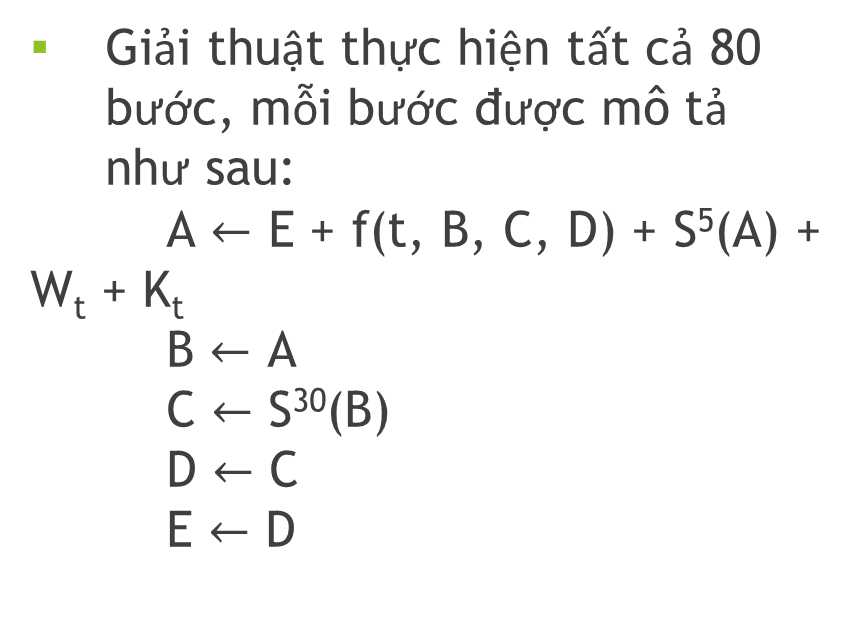 ▪ Giải thuật thực hiện tất cả 80
bước, mỗi bước được mô tả
như sau:
A ← E + f(t, B, C, D) + S⁵(A) +
Wₜ + Kₜ
B ← A
C ← S³⁰(B)
D ← C
E ← D